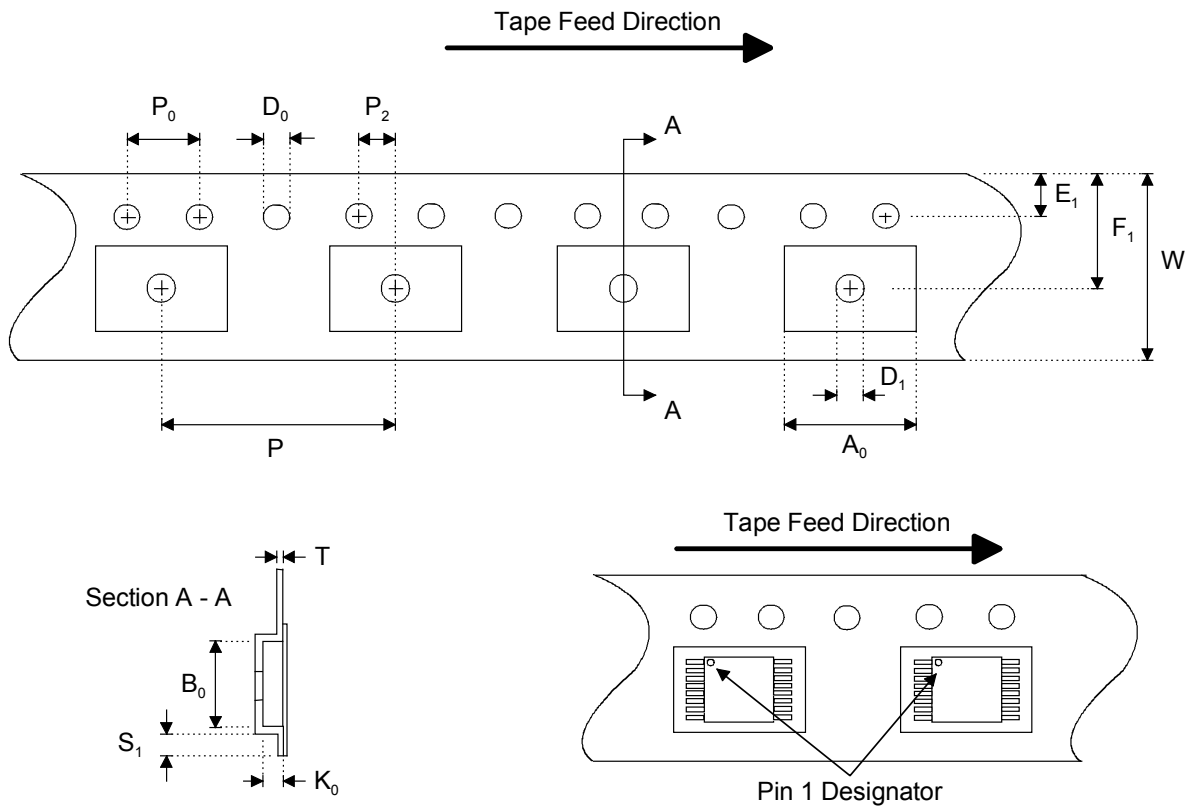 Tape Feed Direction
P0
D0
P2
A
E1
F1
W
D1
A
P
A0
Tape Feed Direction
T
Section A - A
B0
S1
K0
Pin 1 Designator